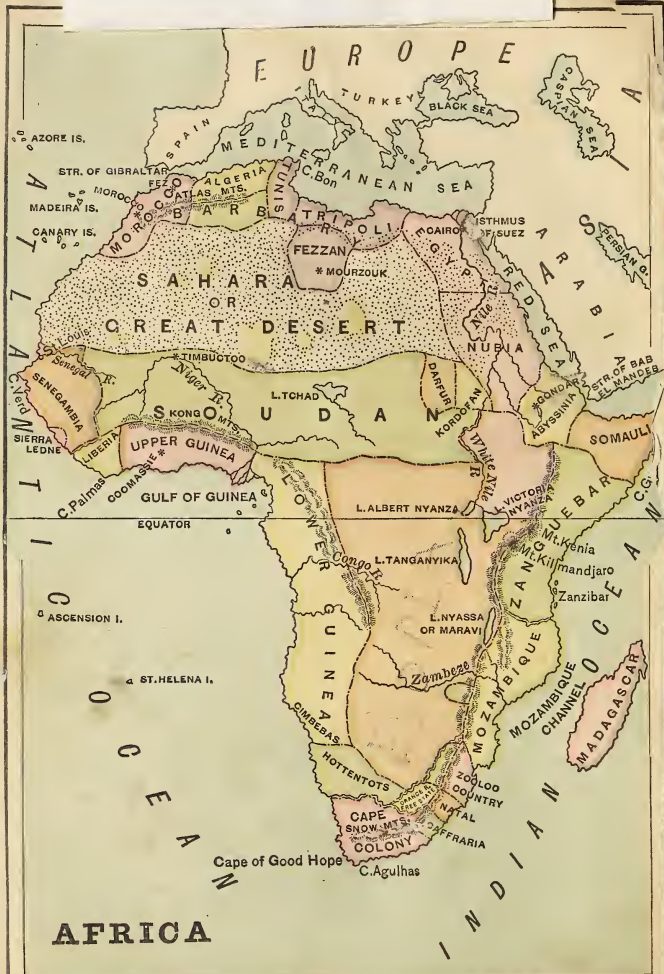 EUROPE
ASIA
TURKEY
BLACK SEA
CASPIAN SEA
SPAIN
MEDITERRANEAN SEA
AZORE IS.
STR. OF GIBRALTAR
FEZ
ALGERIA
ATLAS MTS.
TUNIS
C.Bon
MOROCCO
MOROCCO
MADEIRA IS.
BARBARY
TRIPOLI
CANARY IS.
CAIRO
ISTHMUS
OF SUEZ
PERSIAN G.
EGYPT
ARABIA
RED SEA
FEZZAN
MOURZOUK
SAHARA
OR
GREAT DESERT
Nile R.
NUBIA
ATLANTIC
OCEAN
St. Louis
Senegal R.
TIMBUCTOO
Niger R.
L.TCHAD
DARFUR
KORDOFAN
GONDAR
ABYSSINIA
STR.OF BAB
EL MANDEB
C.Verd
SENEGAMBIA
SOUDAN
KONG MTS.
SOMAULI
SIERRA
LEONE
LIBERIA
UPPER GUINEA
COOMASSIE
C.Palmas
White Nile R.
C.G.
GULF OF GUINEA
EQUATOR
L.ALBERT NYANZA
L.VICTORIA
NYANZA
ZANGUEBAR
Mt.Kenia
Mt.Kilimandjaro
Zanzibar
LOWER GUINEA
Congo R.
L.TANGANYIKA
ASCENSION I.
L.NYASSA
OR MARAVI
ST.HELENA I.
Zambeze
MOZAMBIQUE
MOZAMBIQUE
CHANNEL
MADAGASCAR
CIMBEBAS
HOTTENTOTS
ORANGE R.
FREE STATE
ZOOLOO
COUNTRY
NATAL
CAFFRARIA
CAPE
SNOW MTS.
COLONY
Cape of Good Hope
C.Agulhas
INDIAN OCEAN
AFRICA